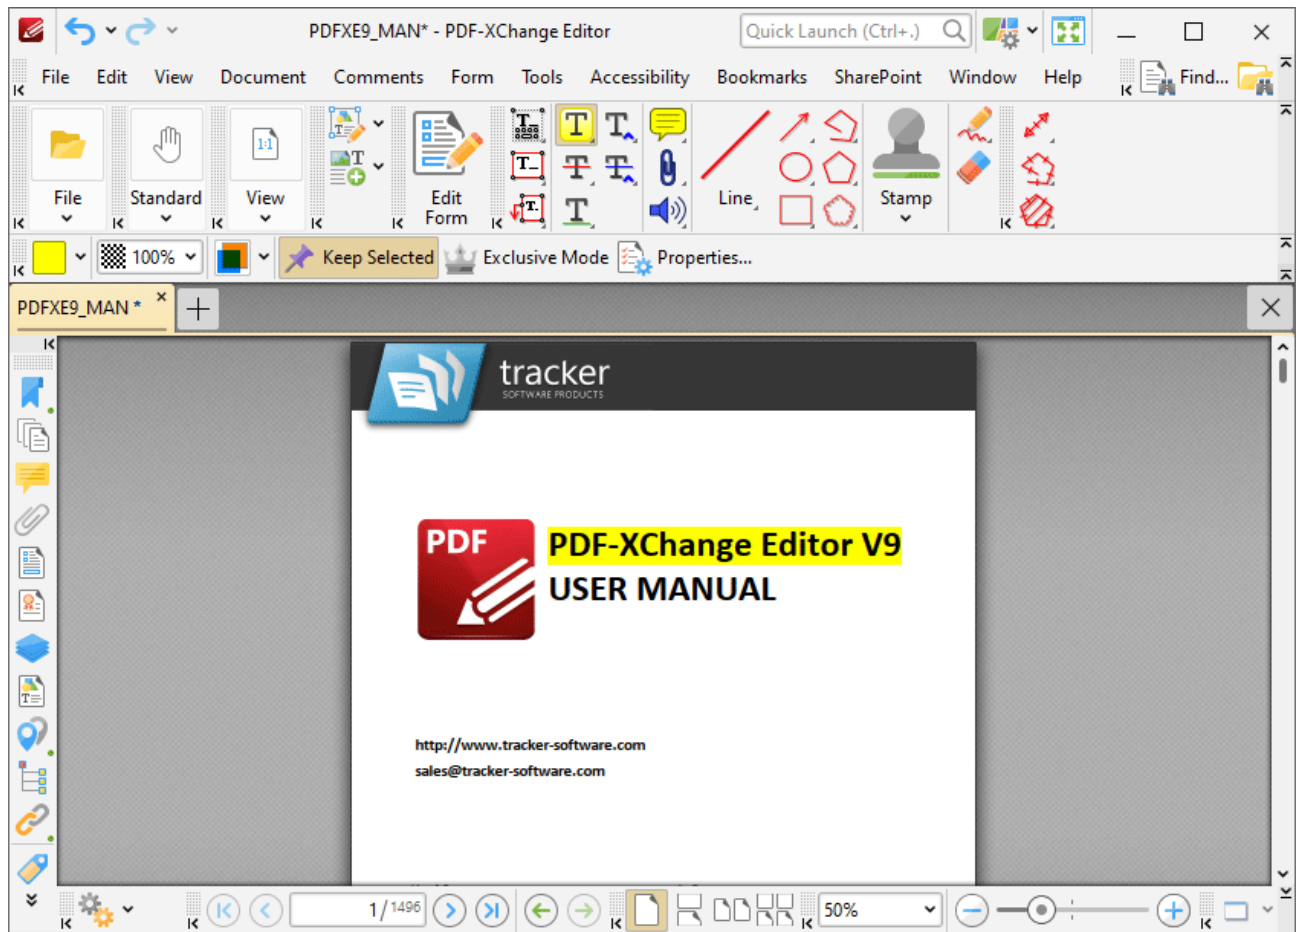 PDFXE9_MAN* - PDF-XChange Editor
Quick Launch (Ctrl+.)
File Edit View Document Comments Form Tools Accessibility Bookmarks SharePoint Window Help
Find...
File
Standard
1:1
View
Edit
Form
Line
Stamp
100%
Keep Selected
Exclusive Mode
Properties...
PDFXE9_MAN *
tracker
SOFTWARE PRODUCTS
PDF
PDF-XChange Editor V9
USER MANUAL
http://www.tracker-software.com
sales@tracker-software.com
1/1496
50%